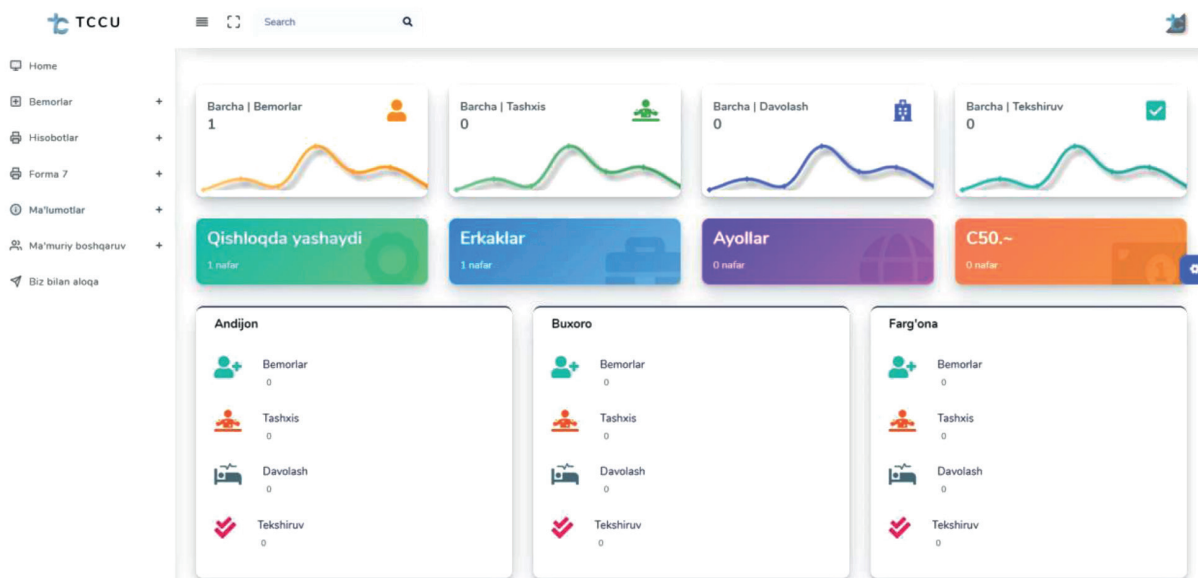 TCCU
Search
Home
Bemorlar +
Hisobotlar +
Forma 7 +
Ma'lumotlar +
Ma'muriy boshqaruv +
Biz bilan aloqa
Barcha | Bemorlar
1
Barcha | Tashxis
0
Barcha | Davolash
0
Barcha | Tekshiruv
0
Qishloqda yashaydi
1 nafar
Erkaklar
1 nafar
Ayollar
0 nafar
C50.~
0 nafar
1
Andijon
Bemorlar
0
Tashxis
0
Davolash
0
Tekshiruv
0
Buxoro
Bemorlar
0
Tashxis
0
Davolash
0
Tekshiruv
0
Farg'ona
Bemorlar
0
Tashxis
0
Davolash
0
Tekshiruv
0